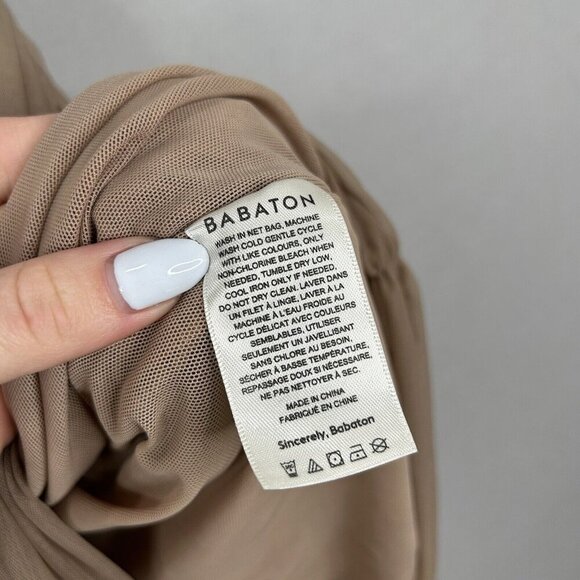 BABATON
WASH IN NET BAG, MACHINE
WASH COLD GENTLE CYCLE
WITH LIKE COLOURS, ONLY
NON-CHLORINE BLEACH WHEN
NEEDED, TUMBLE DRY LOW,
COOL IRON ONLY IF NEEDED,
DO NOT DRY CLEAN. LAVER DANS
UN FILET À LINGE, LAVER À LA
MACHINE À L'EAU FROIDE AU
CYCLE DÉLICAT AVEC COULEURS
SEMBLABLES, UTILISER
SEULEMENT UN JAVELLISANT
SANS CHLORE AU BESOIN.
SÉCHER À BASSE TEMPÉRATURE,
REPASSAGE DOUX SI NÉCESSAIRE,
NE PAS NETTOYER À SEC.
MADE IN CHINA
FABRIQUÉ EN CHINE
Sincerely, Babaton